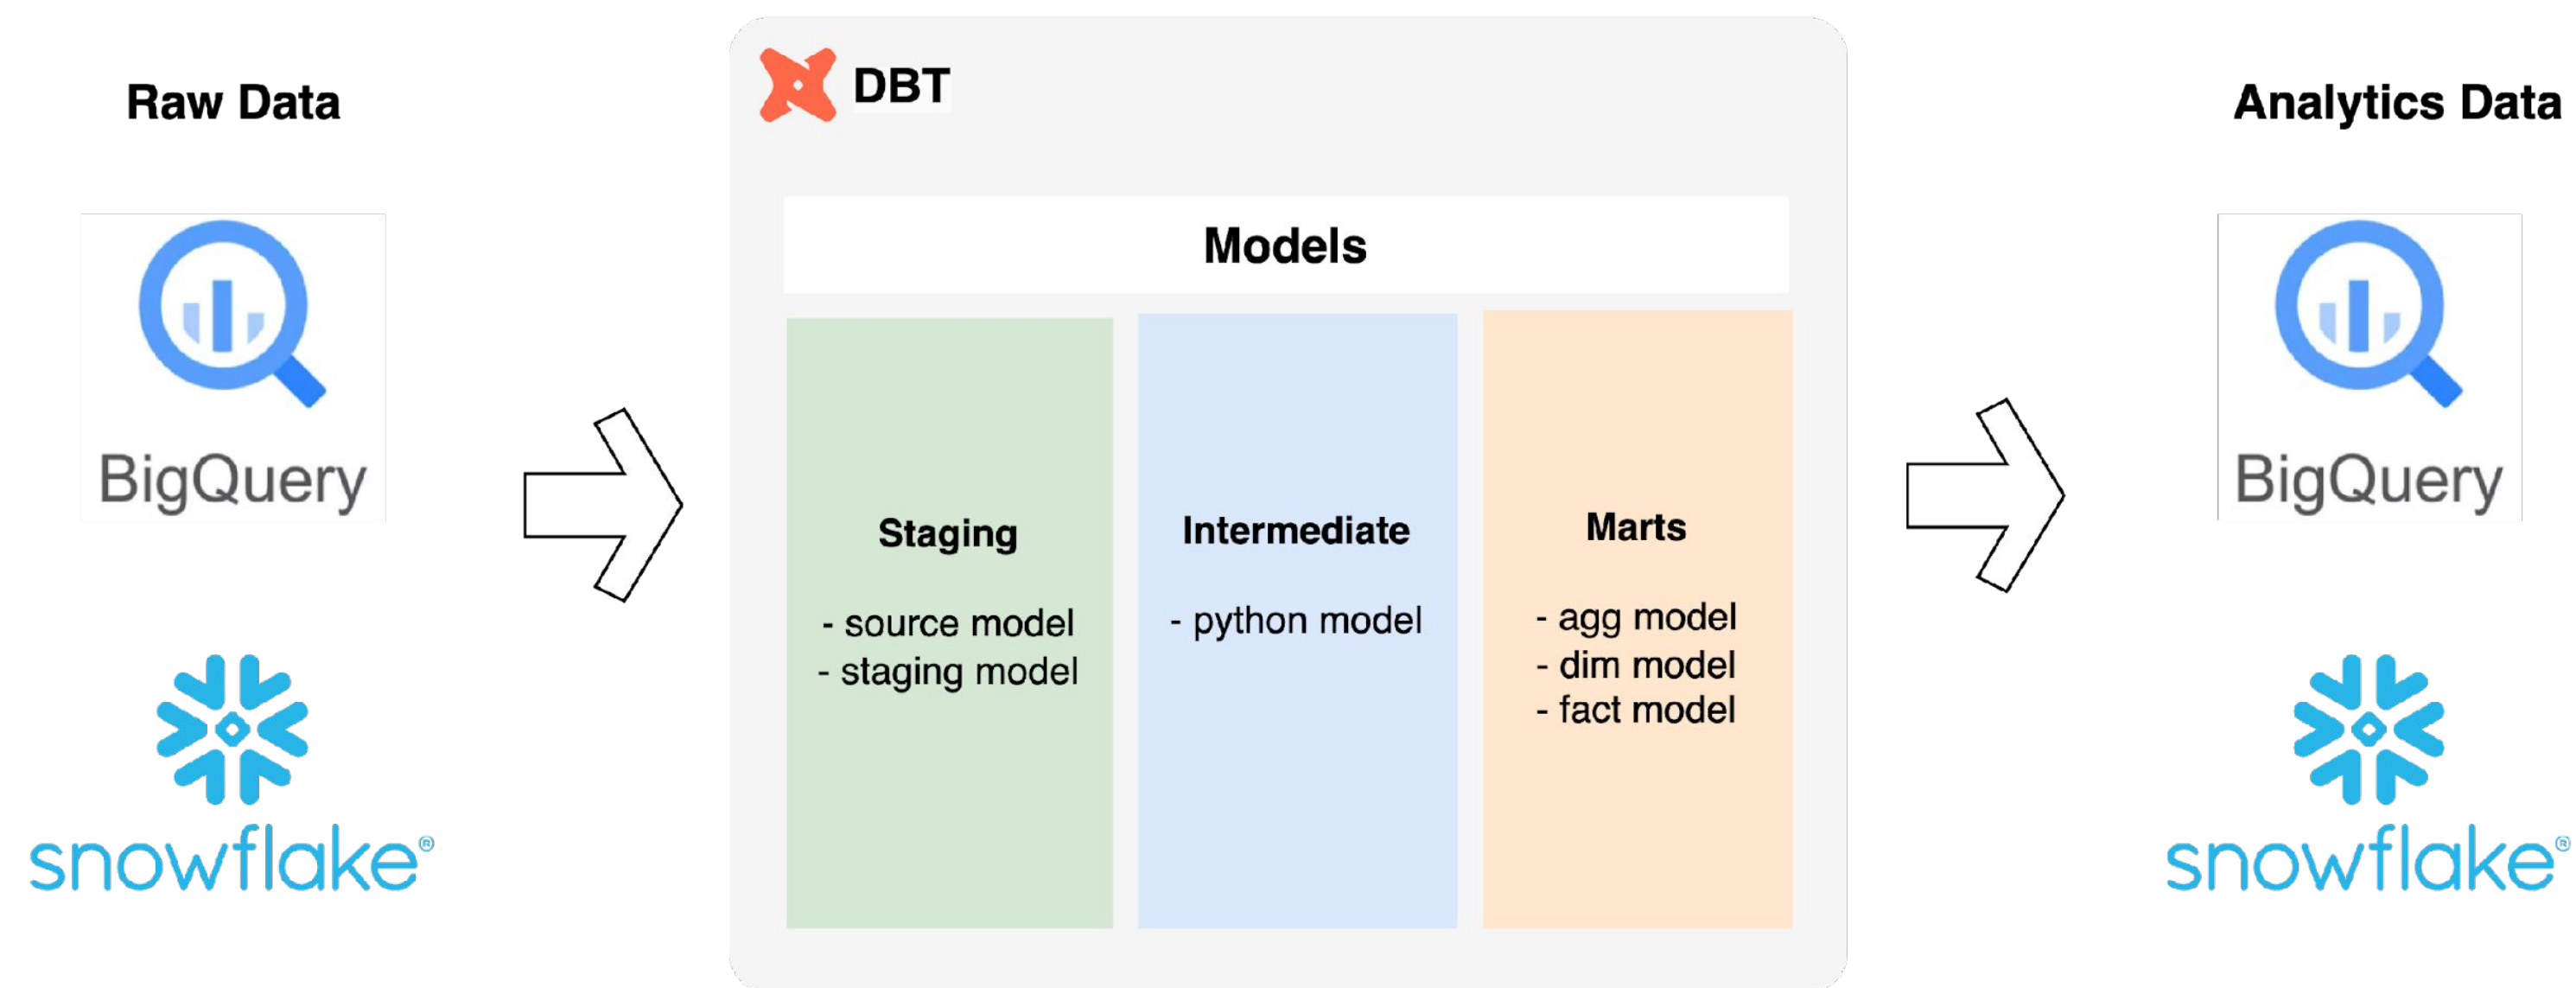 Raw Data
BigQuery
snowflake®
DBT
Models
Staging
- source model
- staging model
Intermediate
- python model
Marts
- agg model
- dim model
- fact model
Analytics Data
BigQuery
snowflake®